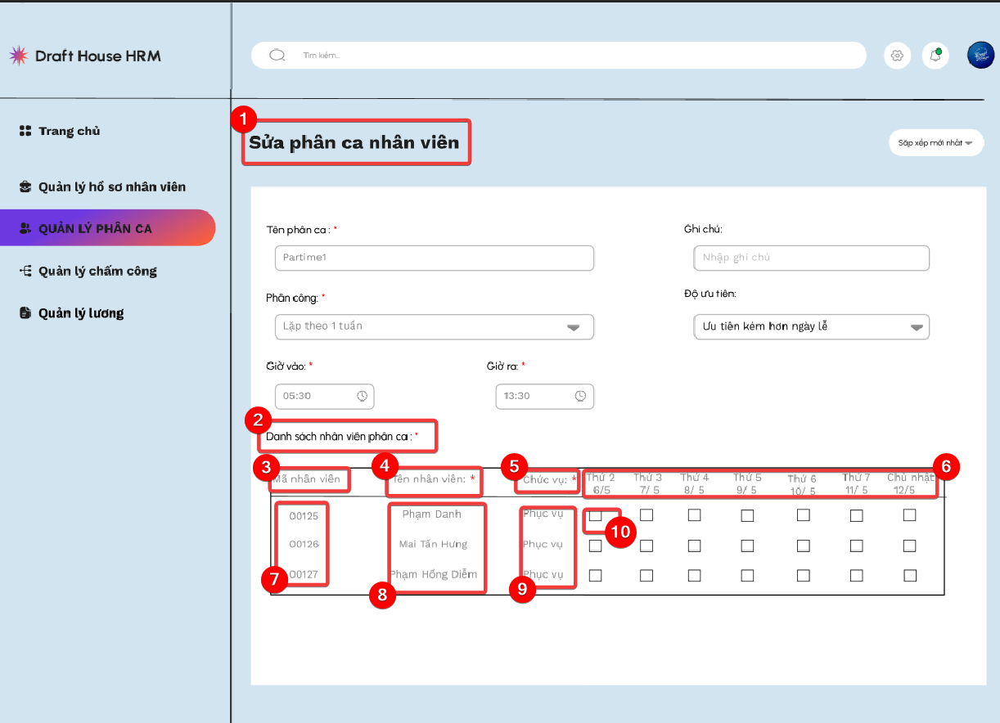 Draft House HRM
Tìm kiếm..
Trang chủ
Quản lý hồ sơ nhân viên
QUẢN LÝ PHÂN CA
Quản lý chấm công
Quản lý lương
1
Sửa phân ca nhân viên
Sắp xếp mới nhất
Tên phân ca : *
Ghi chú:
Partime1
Nhập ghi chú
Phân công: *
Độ ưu tiên:
Lặp theo 1 tuần
Ưu tiên kém hơn ngày lễ
Giờ vào: *
Giờ ra: *
05:30
13:30
2
Danh sách nhân viên phân ca : *
3
4
5
6
Mã nhân viên
Tên nhân viên: *
Chức vụ: *
Thứ 2 6/5
Thứ 3 7/ 5
Thứ 4 8/ 5
Thứ 5 9/ 5
Thứ 6 10/ 5
Thứ 7 11/ 5
Chủ nhật 12/5
00125 Phạm Danh Phục vụ
10
00126 Mai Tấn Hưng Phục vụ
00127 Phạm Hồng Diễm Phục vụ
7
8
9